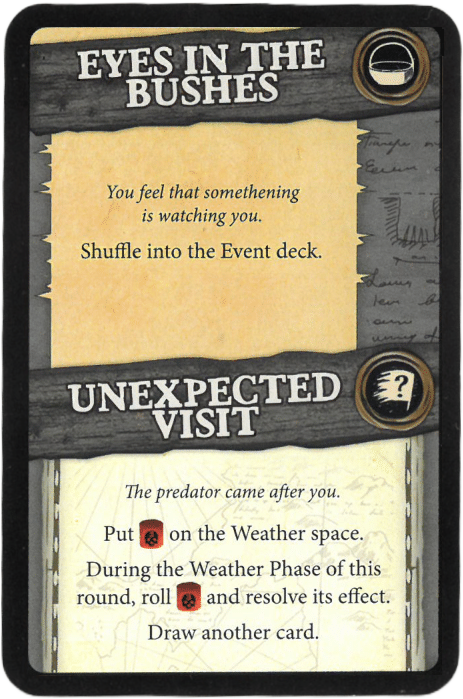 EYES IN THE
BUSHES
You feel that somethening
is watching you.
Shuffle into the Event deck.
UNEXPECTED
VISIT
?
The predator came after you.
Put on the Weather space.
During the Weather Phase of this
round, roll and resolve its effect.
Draw another card.